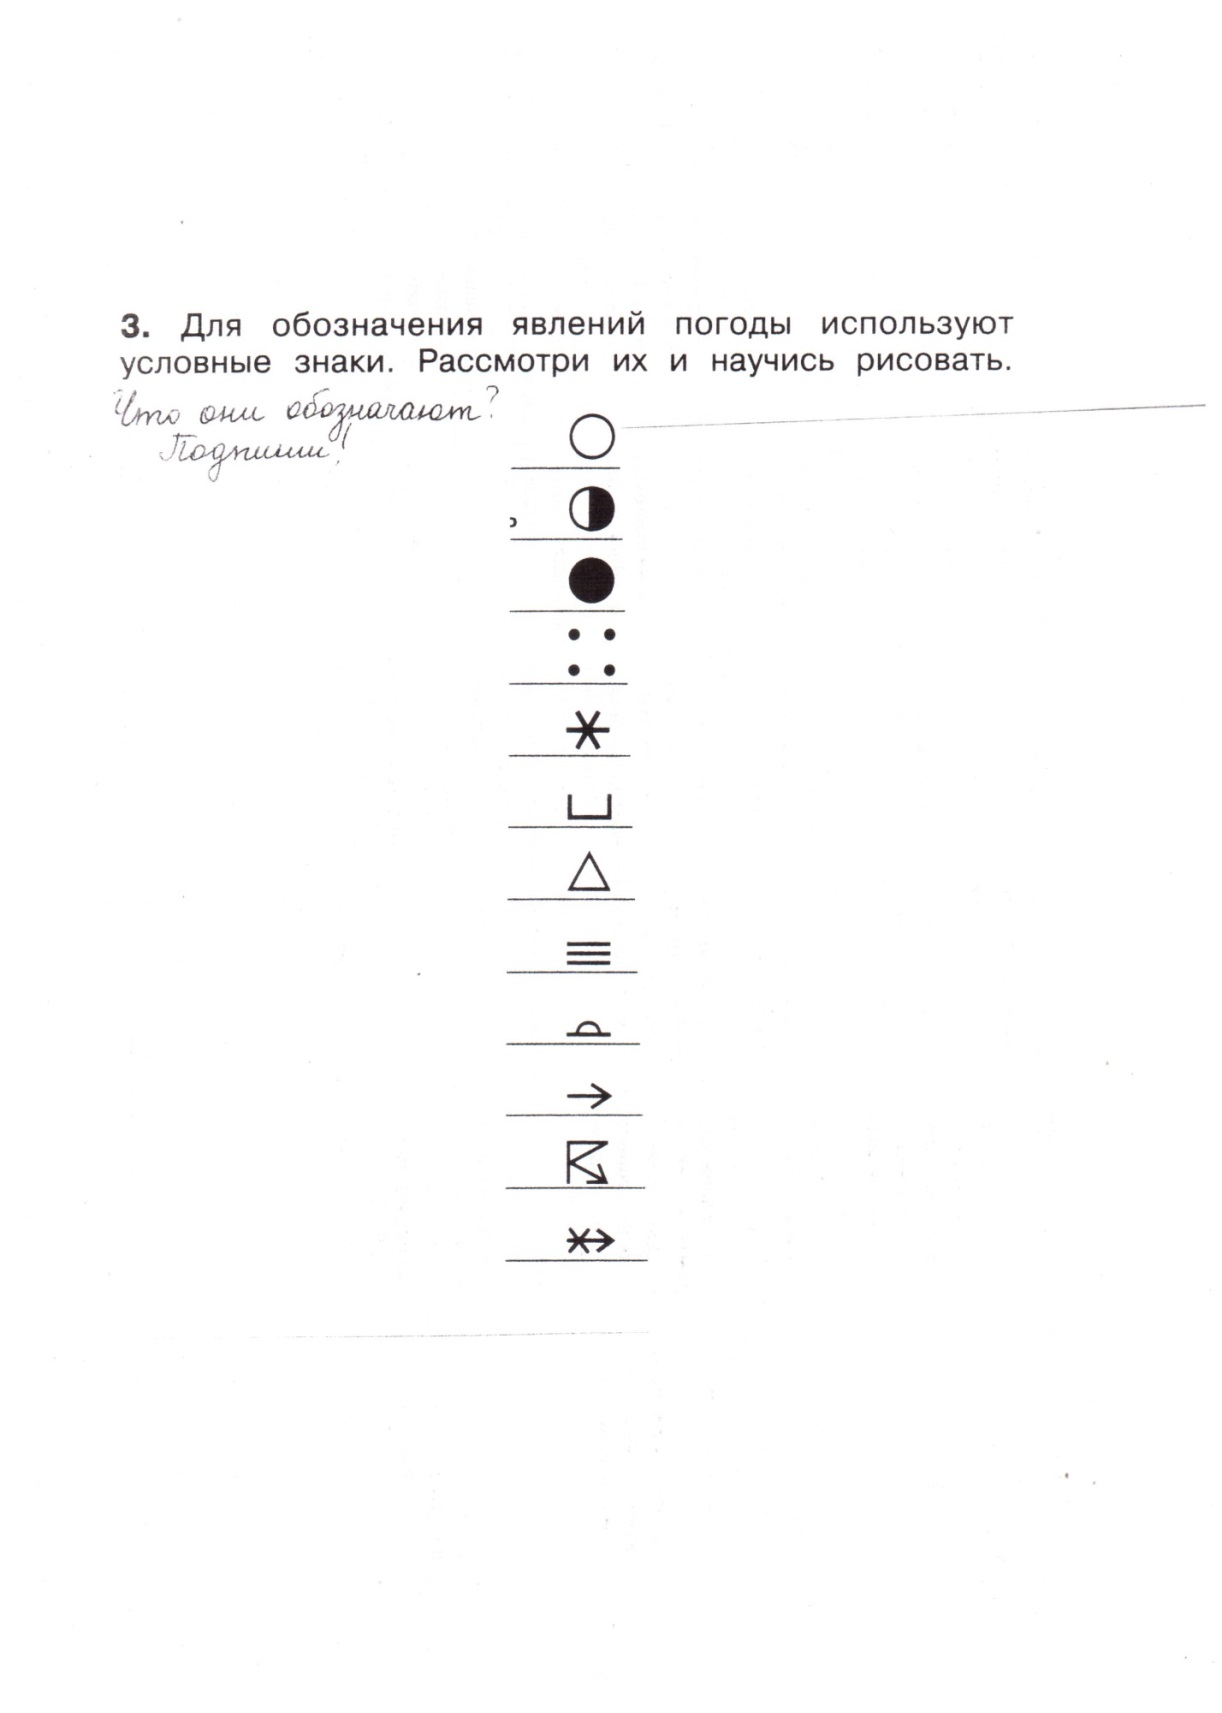 3. Для обозначения явлений погоды используют
условные знаки. Рассмотри их и научись рисовать.
Что они обозначают?
Подпиши!